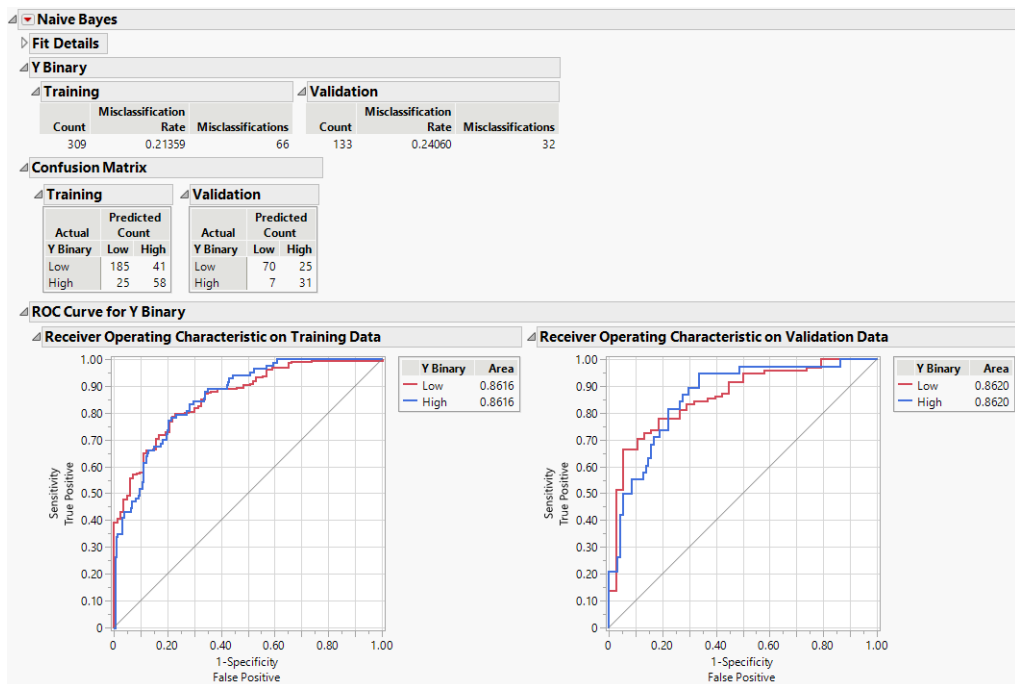 Naive Bayes
Fit Details
Y Binary
Training
Misclassification
Count Rate Misclassifications
309 0.21359 66
Validation
Misclassification
Count Rate Misclassifications
133 0.24060 32
Confusion Matrix
Training
Predicted
Actual Count
Y Binary Low High
Low 185 41
High 25 58
Validation
Predicted
Actual Count
Y Binary Low High
Low 70 25
High 7 31
ROC Curve for Y Binary
Receiver Operating Characteristic on Training Data
1.00
0.90
0.80
0.70
0.60
0.50
0.40
0.30
0.20
0.10
0
Sensitivity
True Positive
0 0.20 0.40 0.60 0.80 1.00
1-Specificity
False Positive
Y Binary Area
Low 0.8616
High 0.8616
Receiver Operating Characteristic on Validation Data
1.00
0.90
0.80
0.70
0.60
0.50
0.40
0.30
0.20
0.10
0
Sensitivity
True Positive
0 0.20 0.40 0.60 0.80 1.00
1-Specificity
False Positive
Y Binary Area
Low 0.8620
High 0.8620